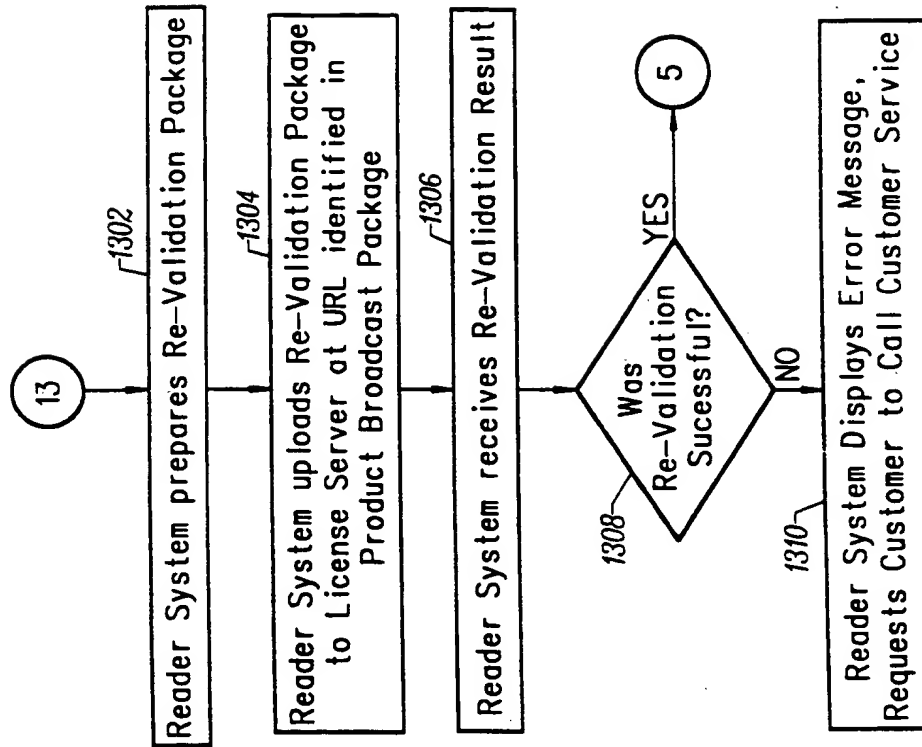 13
1302
Reader System prepares Re-Validation Package
1304
Reader System uploads Re-Validation Package
to License Server at URL identified in
Product Broadcast Package
1306
Reader System receives Re-Validation Result
1308
Was
Re-Validation
Sucessful?
YES
5
NO
1310
Reader System Displays Error Message,
Requests Customer to Call Customer Service